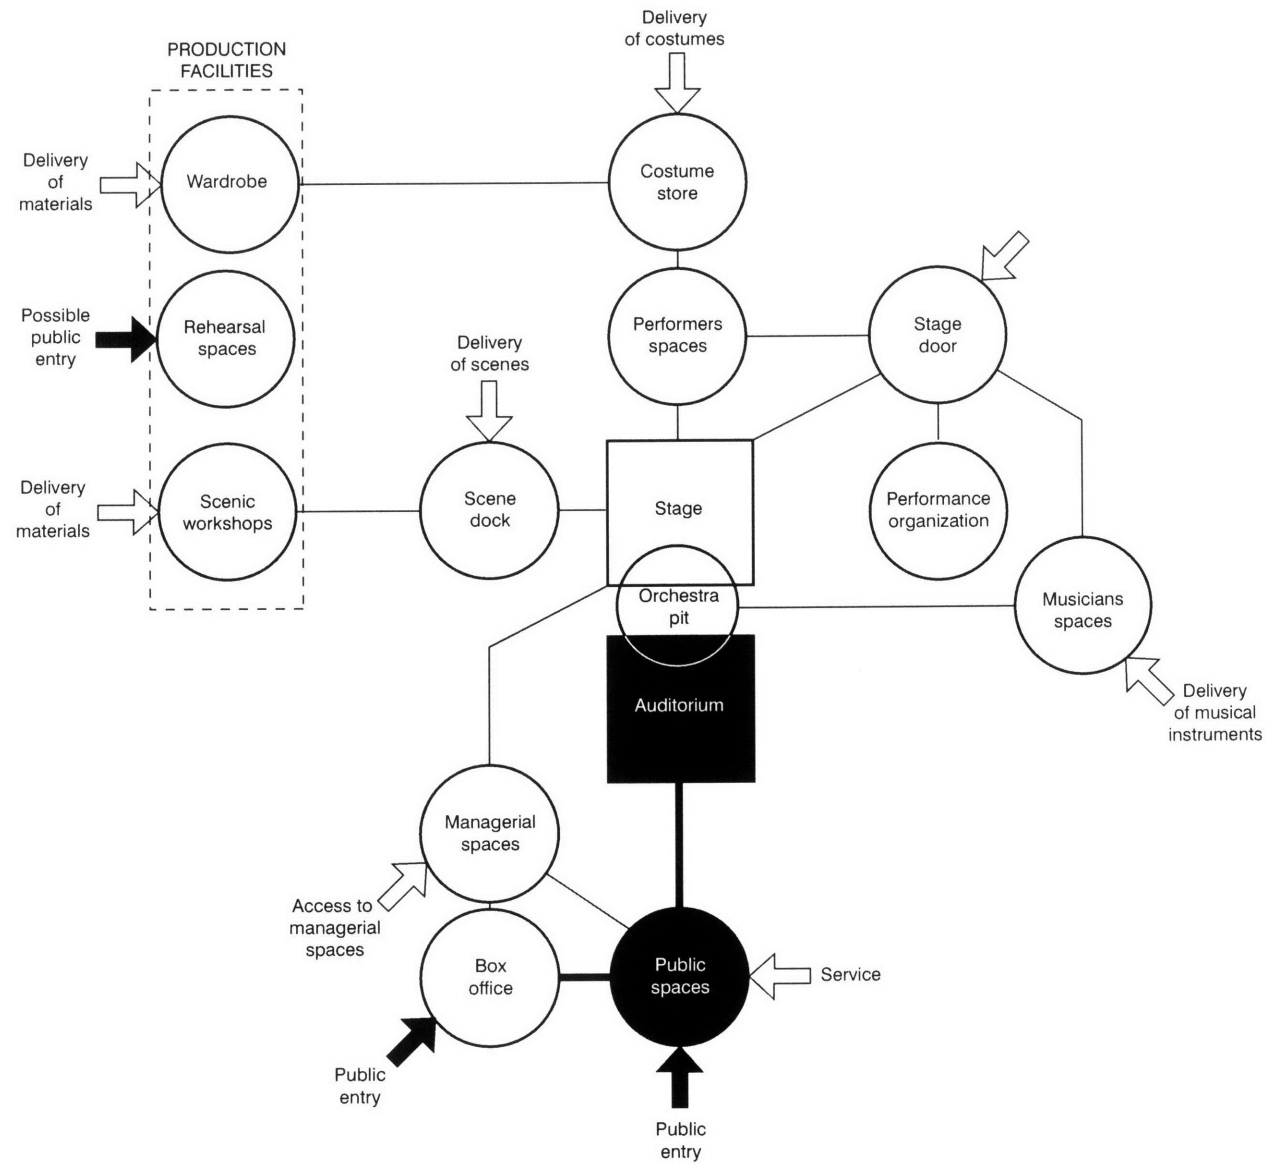 Delivery
of costumes
PRODUCTION
FACILITIES
Delivery
of
materials
Wardrobe
Costume
store
Possible
public
entry
Rehearsal
spaces
Performers
spaces
Stage
door
Delivery
of scenes
Delivery
of
materials
Scenic
workshops
Scene
dock
Stage
Performance
organization
Orchestra
pit
Musicians
spaces
Auditorium
Delivery
of musical
instruments
Managerial
spaces
Access to
managerial
spaces
Box
office
Public
spaces
Service
Public
entry
Public
entry